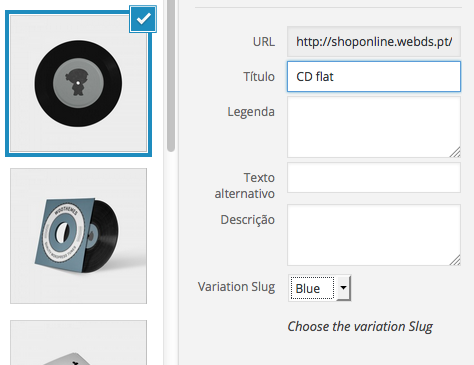 URL http://shoponline.webds.pt/
Título CD flat
Legenda
Texto
alternativo
Descrição
Variation Slug Blue
Choose the variation Slug
WOOTHEMES